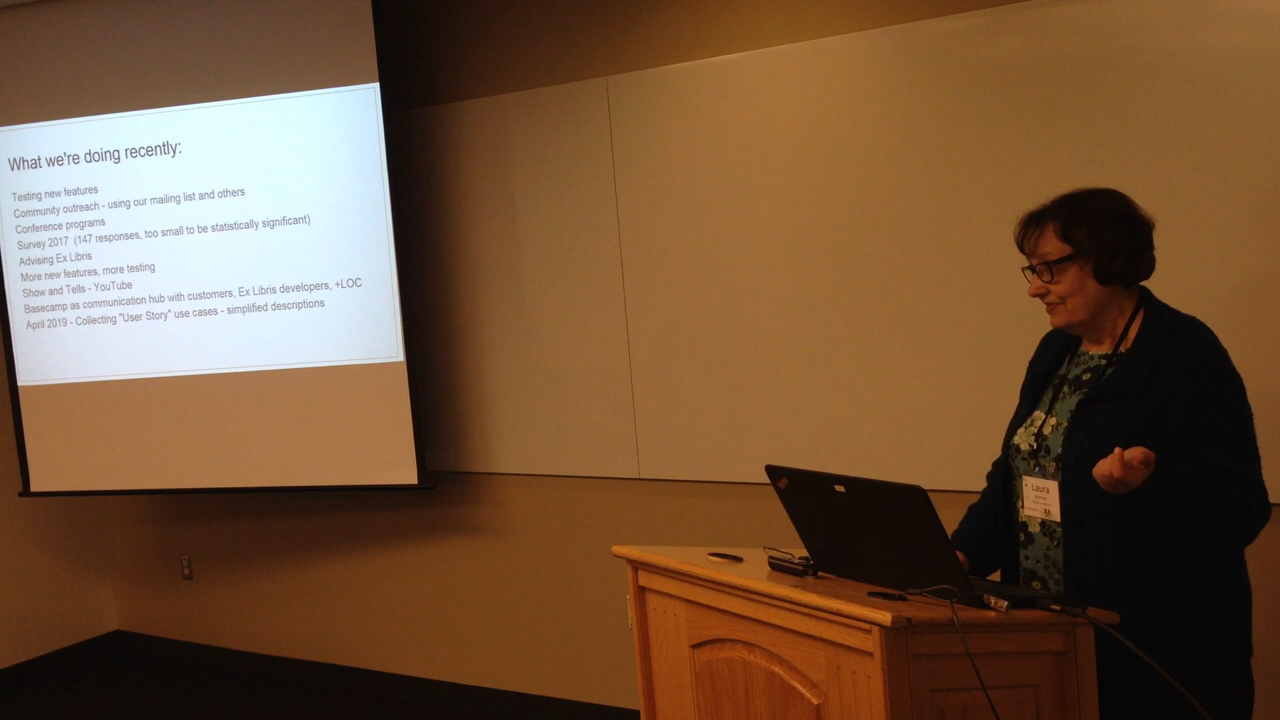 What we're doing recently:
Testing new features
Community outreach - using our mailing list and others
Conference programs
Survey 2017 (147 responses, too small to be statistically significant)
Advising Ex Libris
More new features, more testing
Show and Tells - YouTube
Basecamp as communication hub with customers, Ex Libris developers, +LOC
April 2019 - Collecting "User Story" use cases - simplified descriptions
Laura